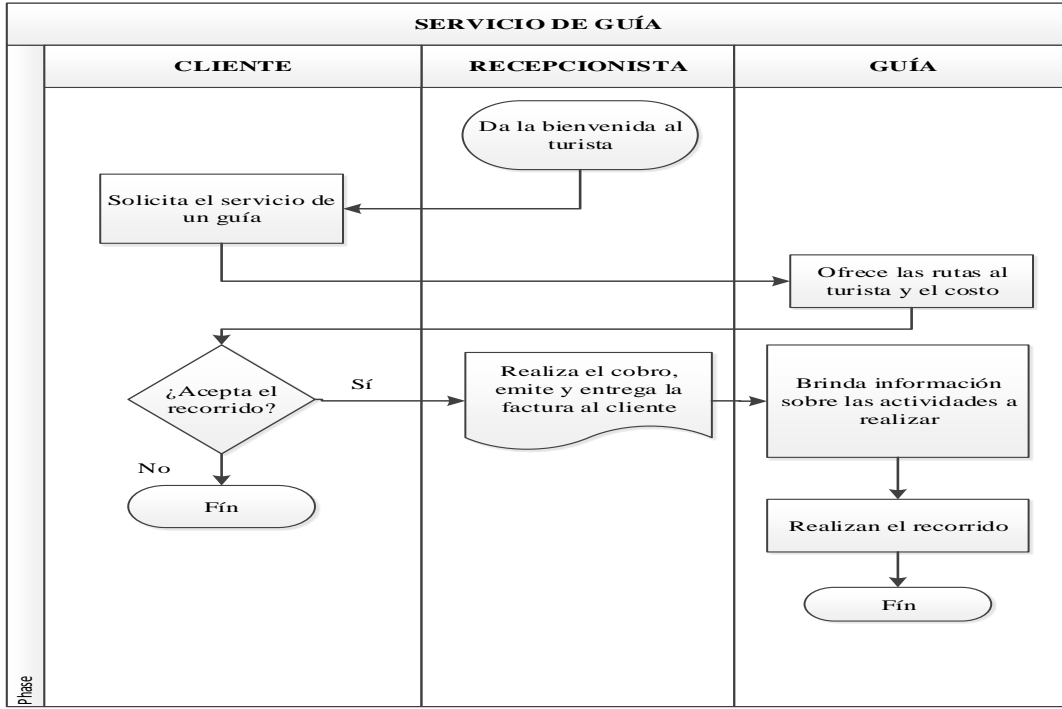 SERVICIO DE GUÍA
CLIENTE
RECEPCIONISTA
GUÍA
Da la bienvenida al
turista
Solicita el servicio de
un guía
Ofrece las rutas al
turista y el costo
¿Acepta el
recorrido?
Sí
Realiza el cobro,
emite y entrega la
factura al cliente
Brinda información
sobre las actividades a
realizar
No
Fín
Realizan el recorrido
Fín
Phase